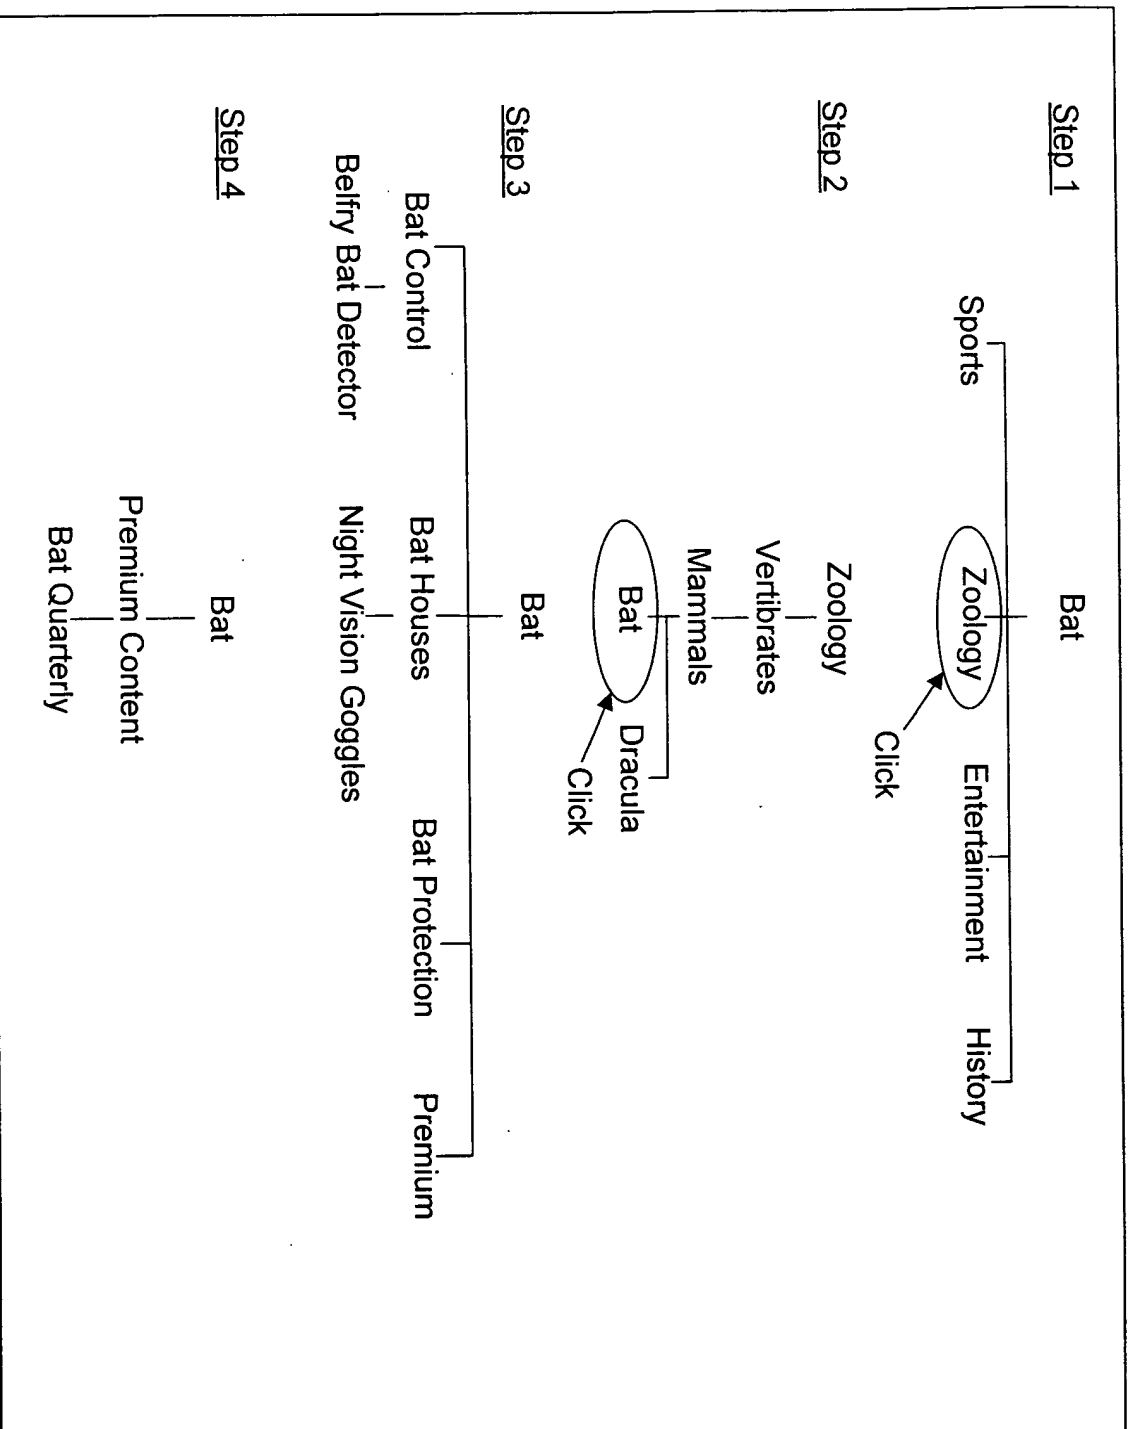 Step 1
Bat
Sports Zoology Entertainment History
Click
Step 2
Zoology
Vertibrates
Mammals
Bat Dracula
Click
Step 3
Bat
Bat Control Bat Houses Bat Protection Premium
Belfry Bat Detector Night Vision Goggles
Step 4
Bat
Premium Content
Bat Quarterly